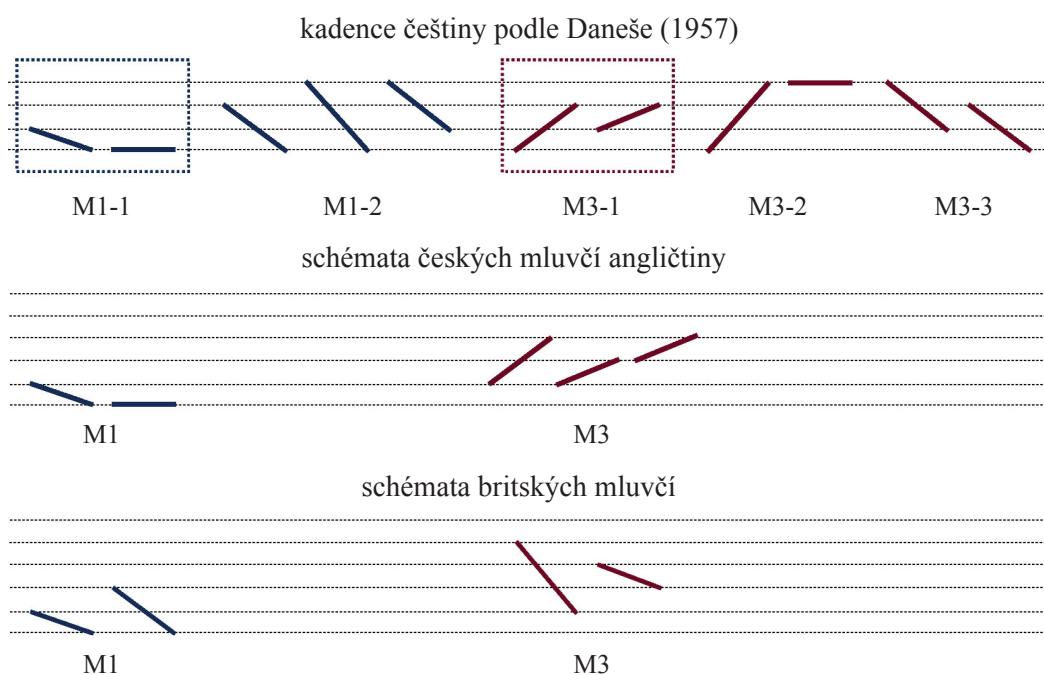 kadence češtiny podle Daneše (1957)
M1-1 M1-2 M3-1 M3-2 M3-3
schémata českých mluvčí angličtiny
M1 M3
schémata britských mluvčí
M1 M3